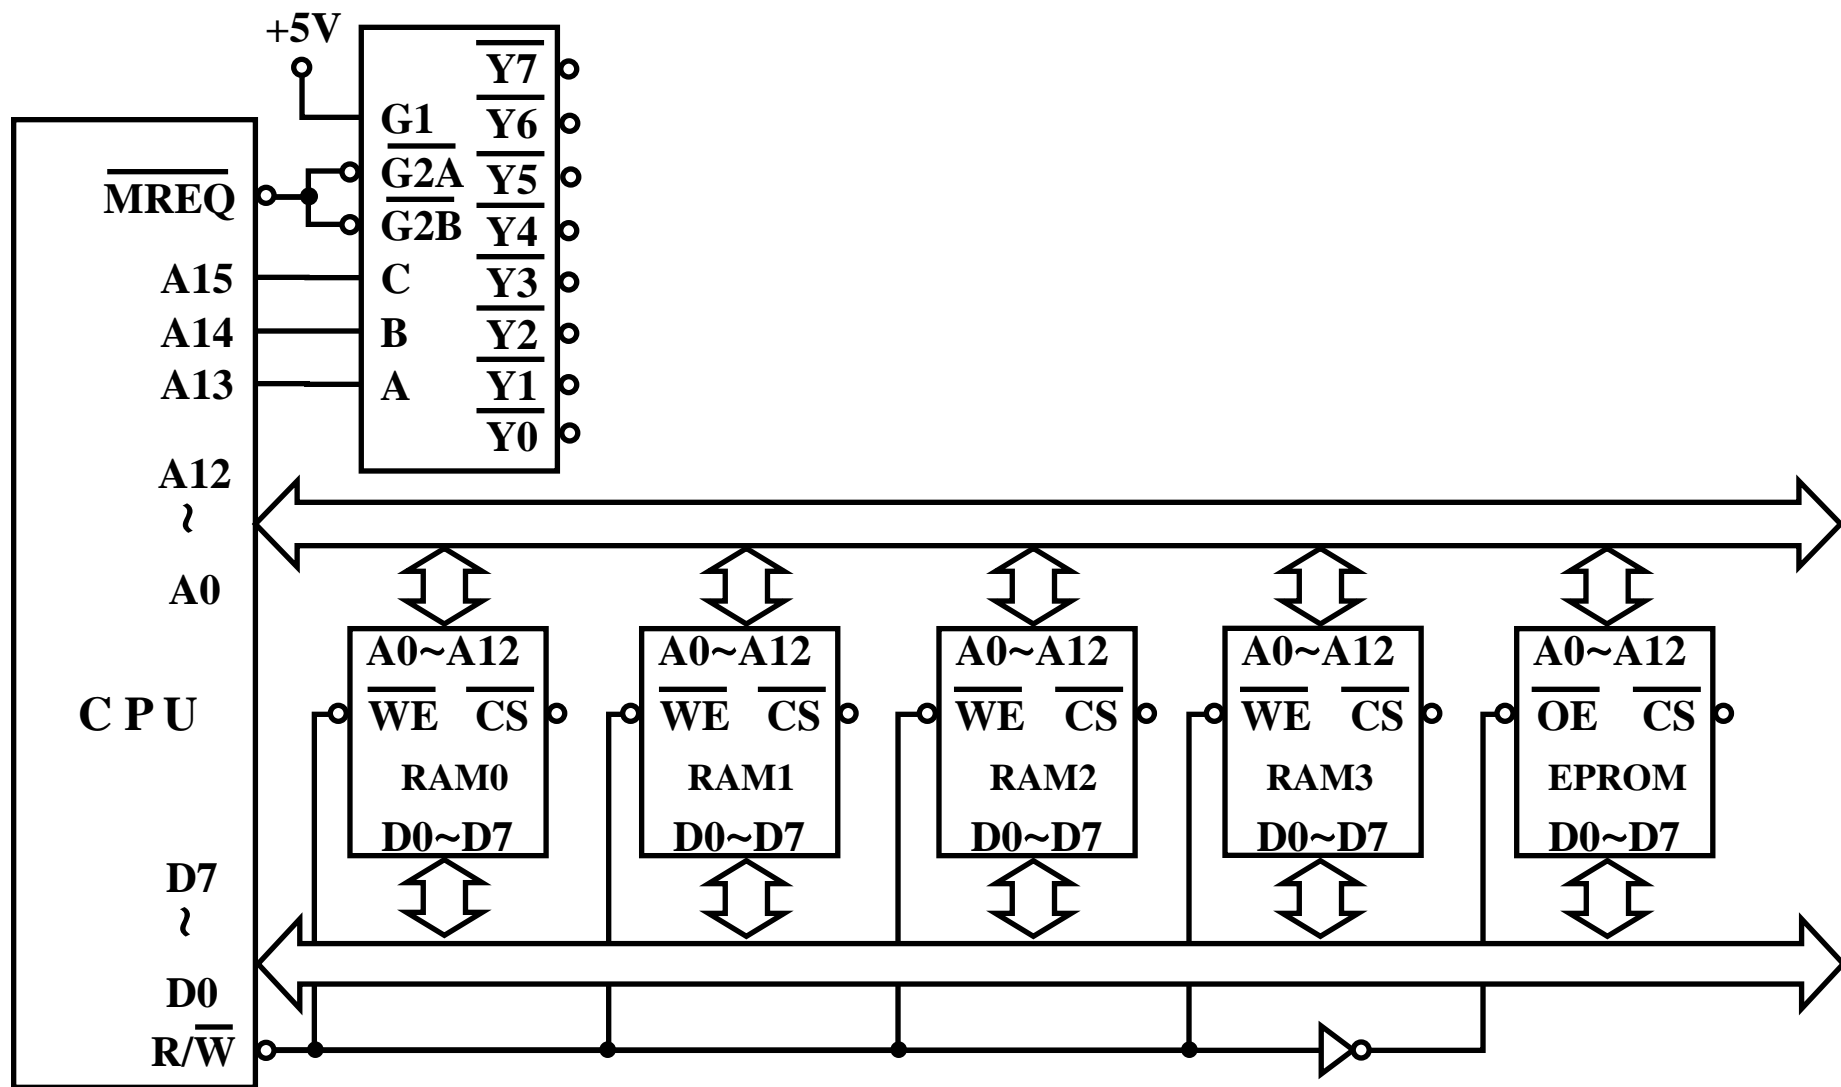 +5V
G1
G2A
G2B
C
B
A
Y7
Y6
Y5
Y4
Y3
Y2
Y1
Y0
MREQ
A15
A14
A13
A12
~
A0
CPU
D7
~
D0
R/W
A0~A12
WE CS
RAM0
D0~D7
A0~A12
WE CS
RAM1
D0~D7
A0~A12
WE CS
RAM2
D0~D7
A0~A12
WE CS
RAM3
D0~D7
A0~A12
OE CS
EPROM
D0~D7